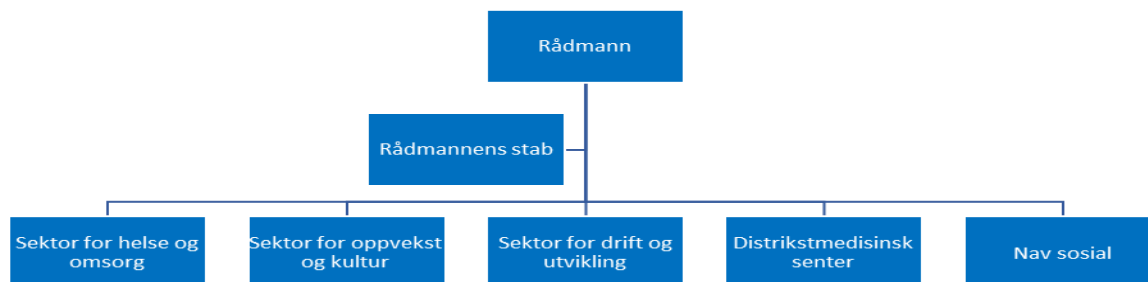 Rådmann
Rådmannens stab
Sektor for helse og
omsorg
Sektor for oppvekst
og kultur
Sektor for drift og
utvikling
Distrikstmedisinsk
senter
Nav sosial